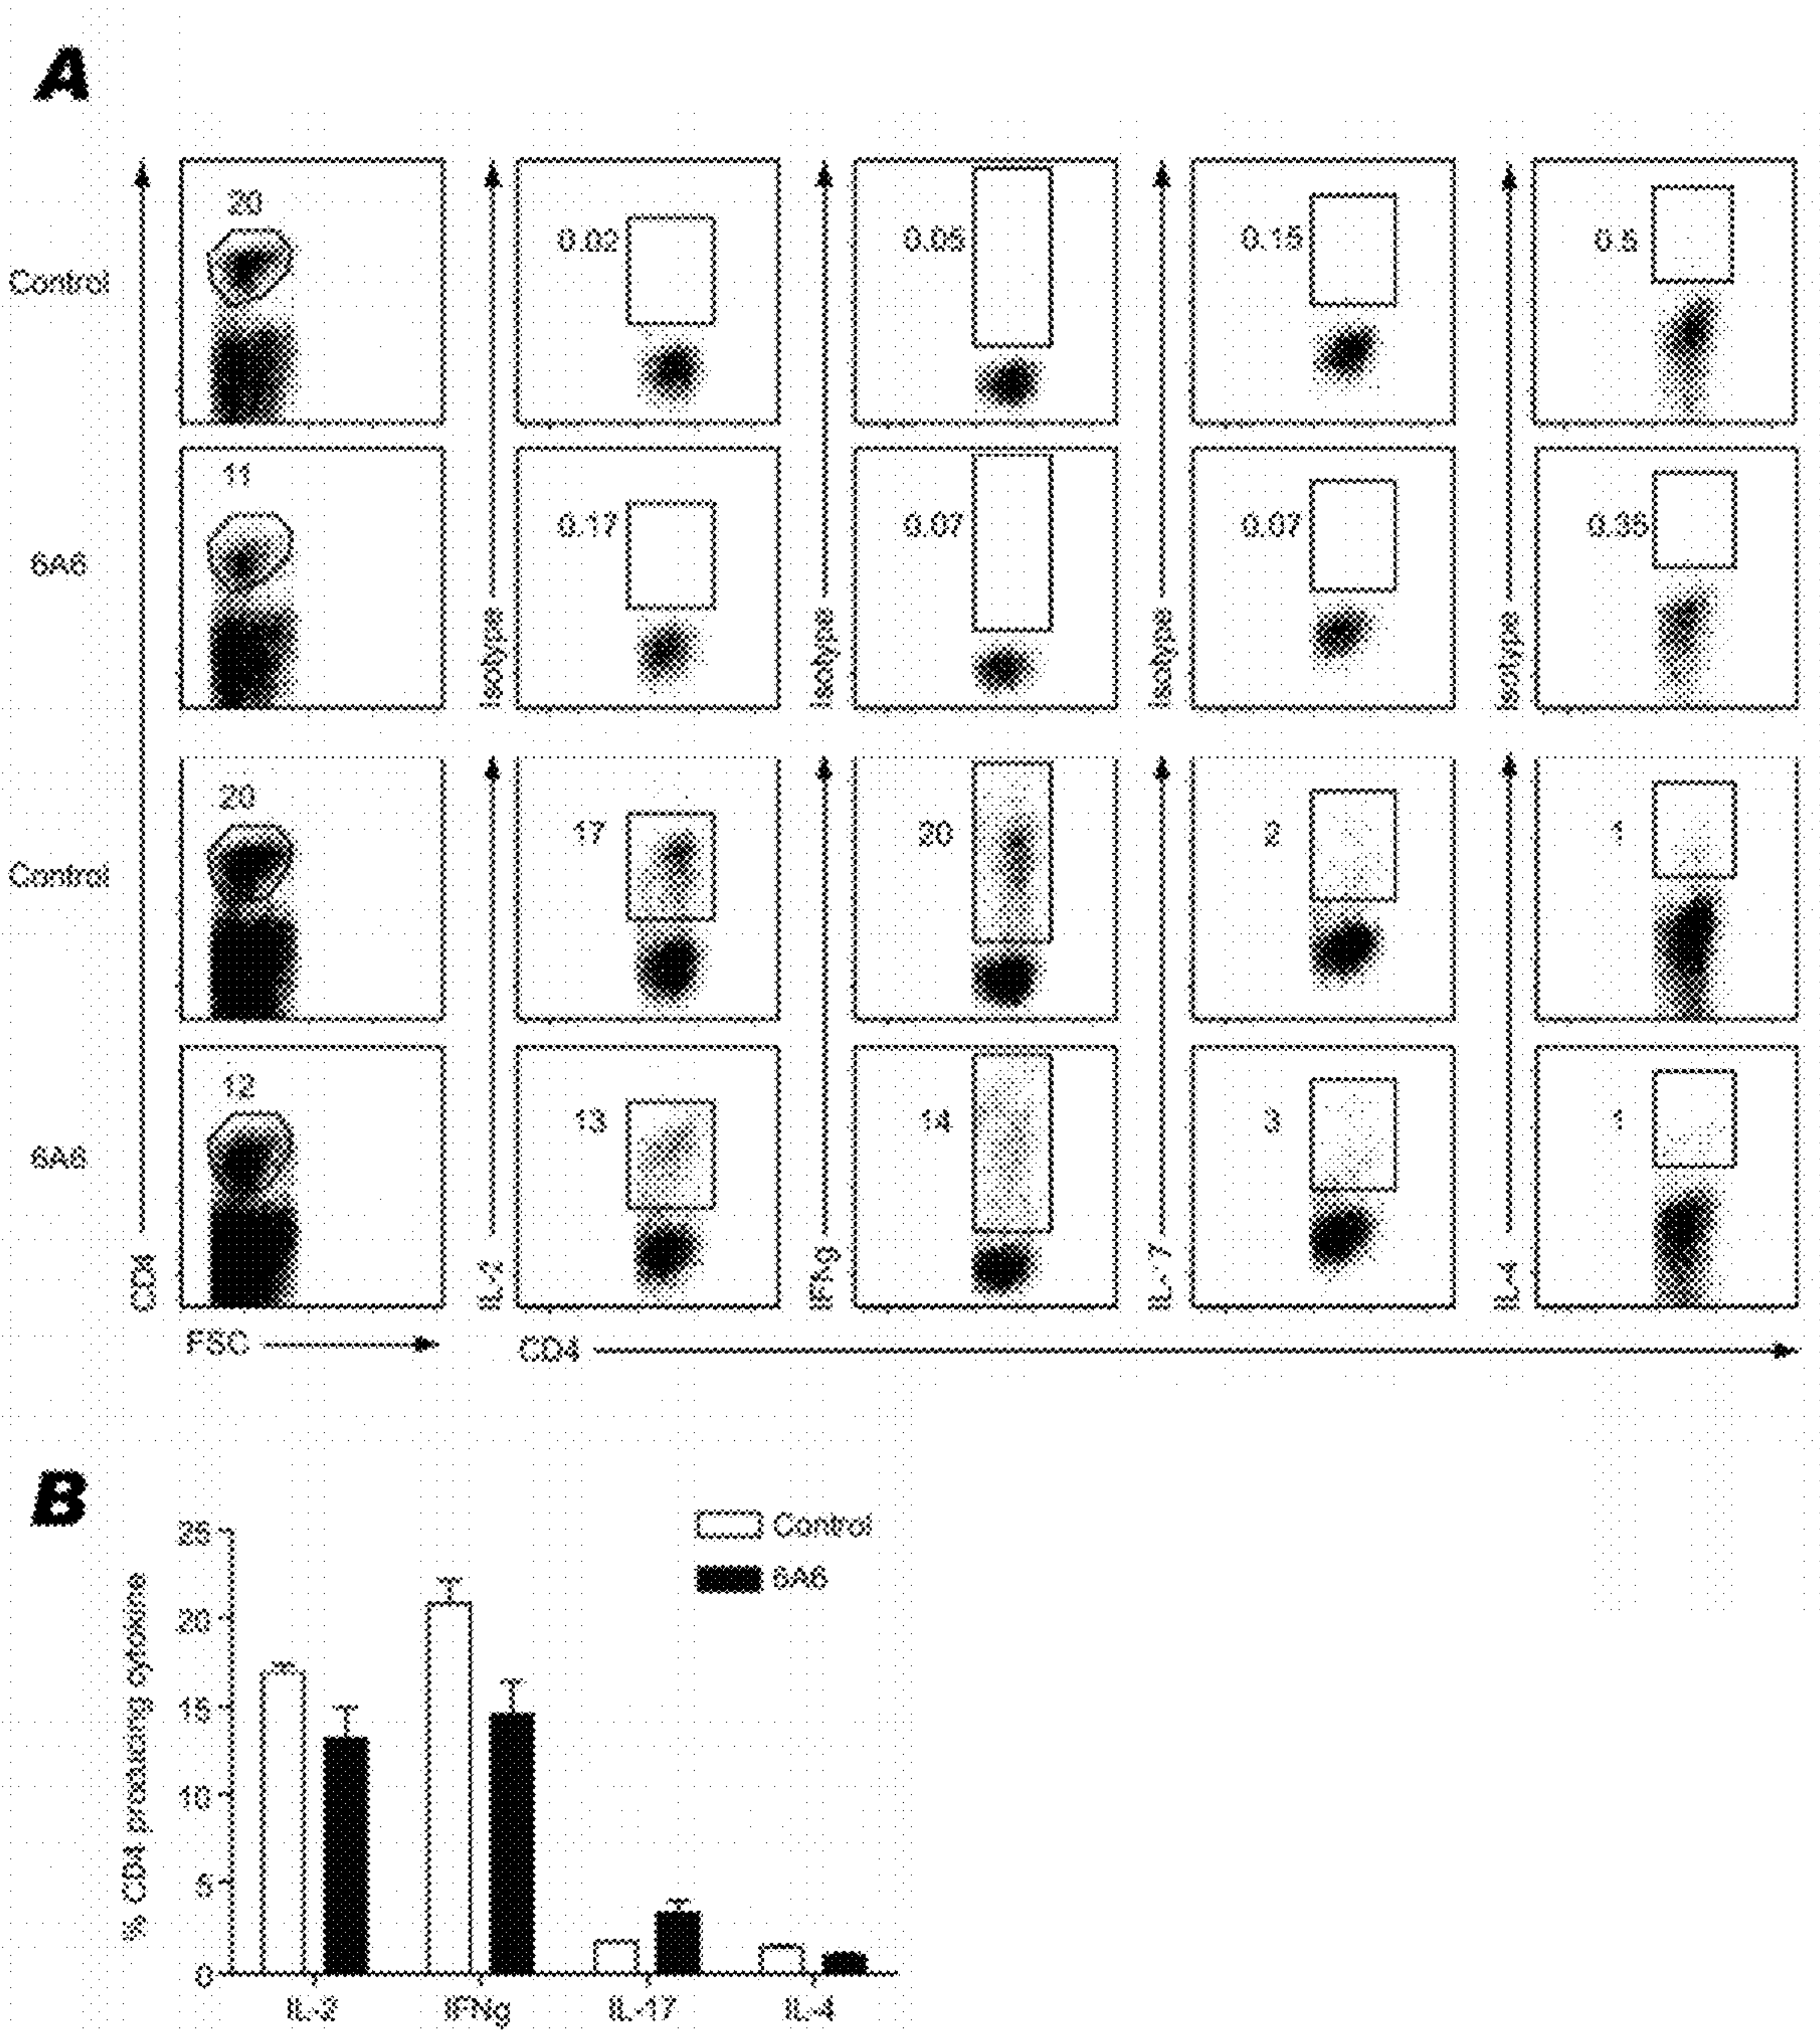 A
Control
20
0.02
0.05
0.15
0.5
6A6
11
0.17
0.07
0.07
0.35
Isotype
Isotype
Isotype
Isotype
Control
20
17
20
2
1
6A6
12
13
14
3
1
CD4
IL-2
IFNg
IL-17
IL-4
FSC
CD4
B
Control
6A6
% CD4 producing cytokine
25
20
15
10
5
0
IL-2
IFNg
IL-17
IL-4